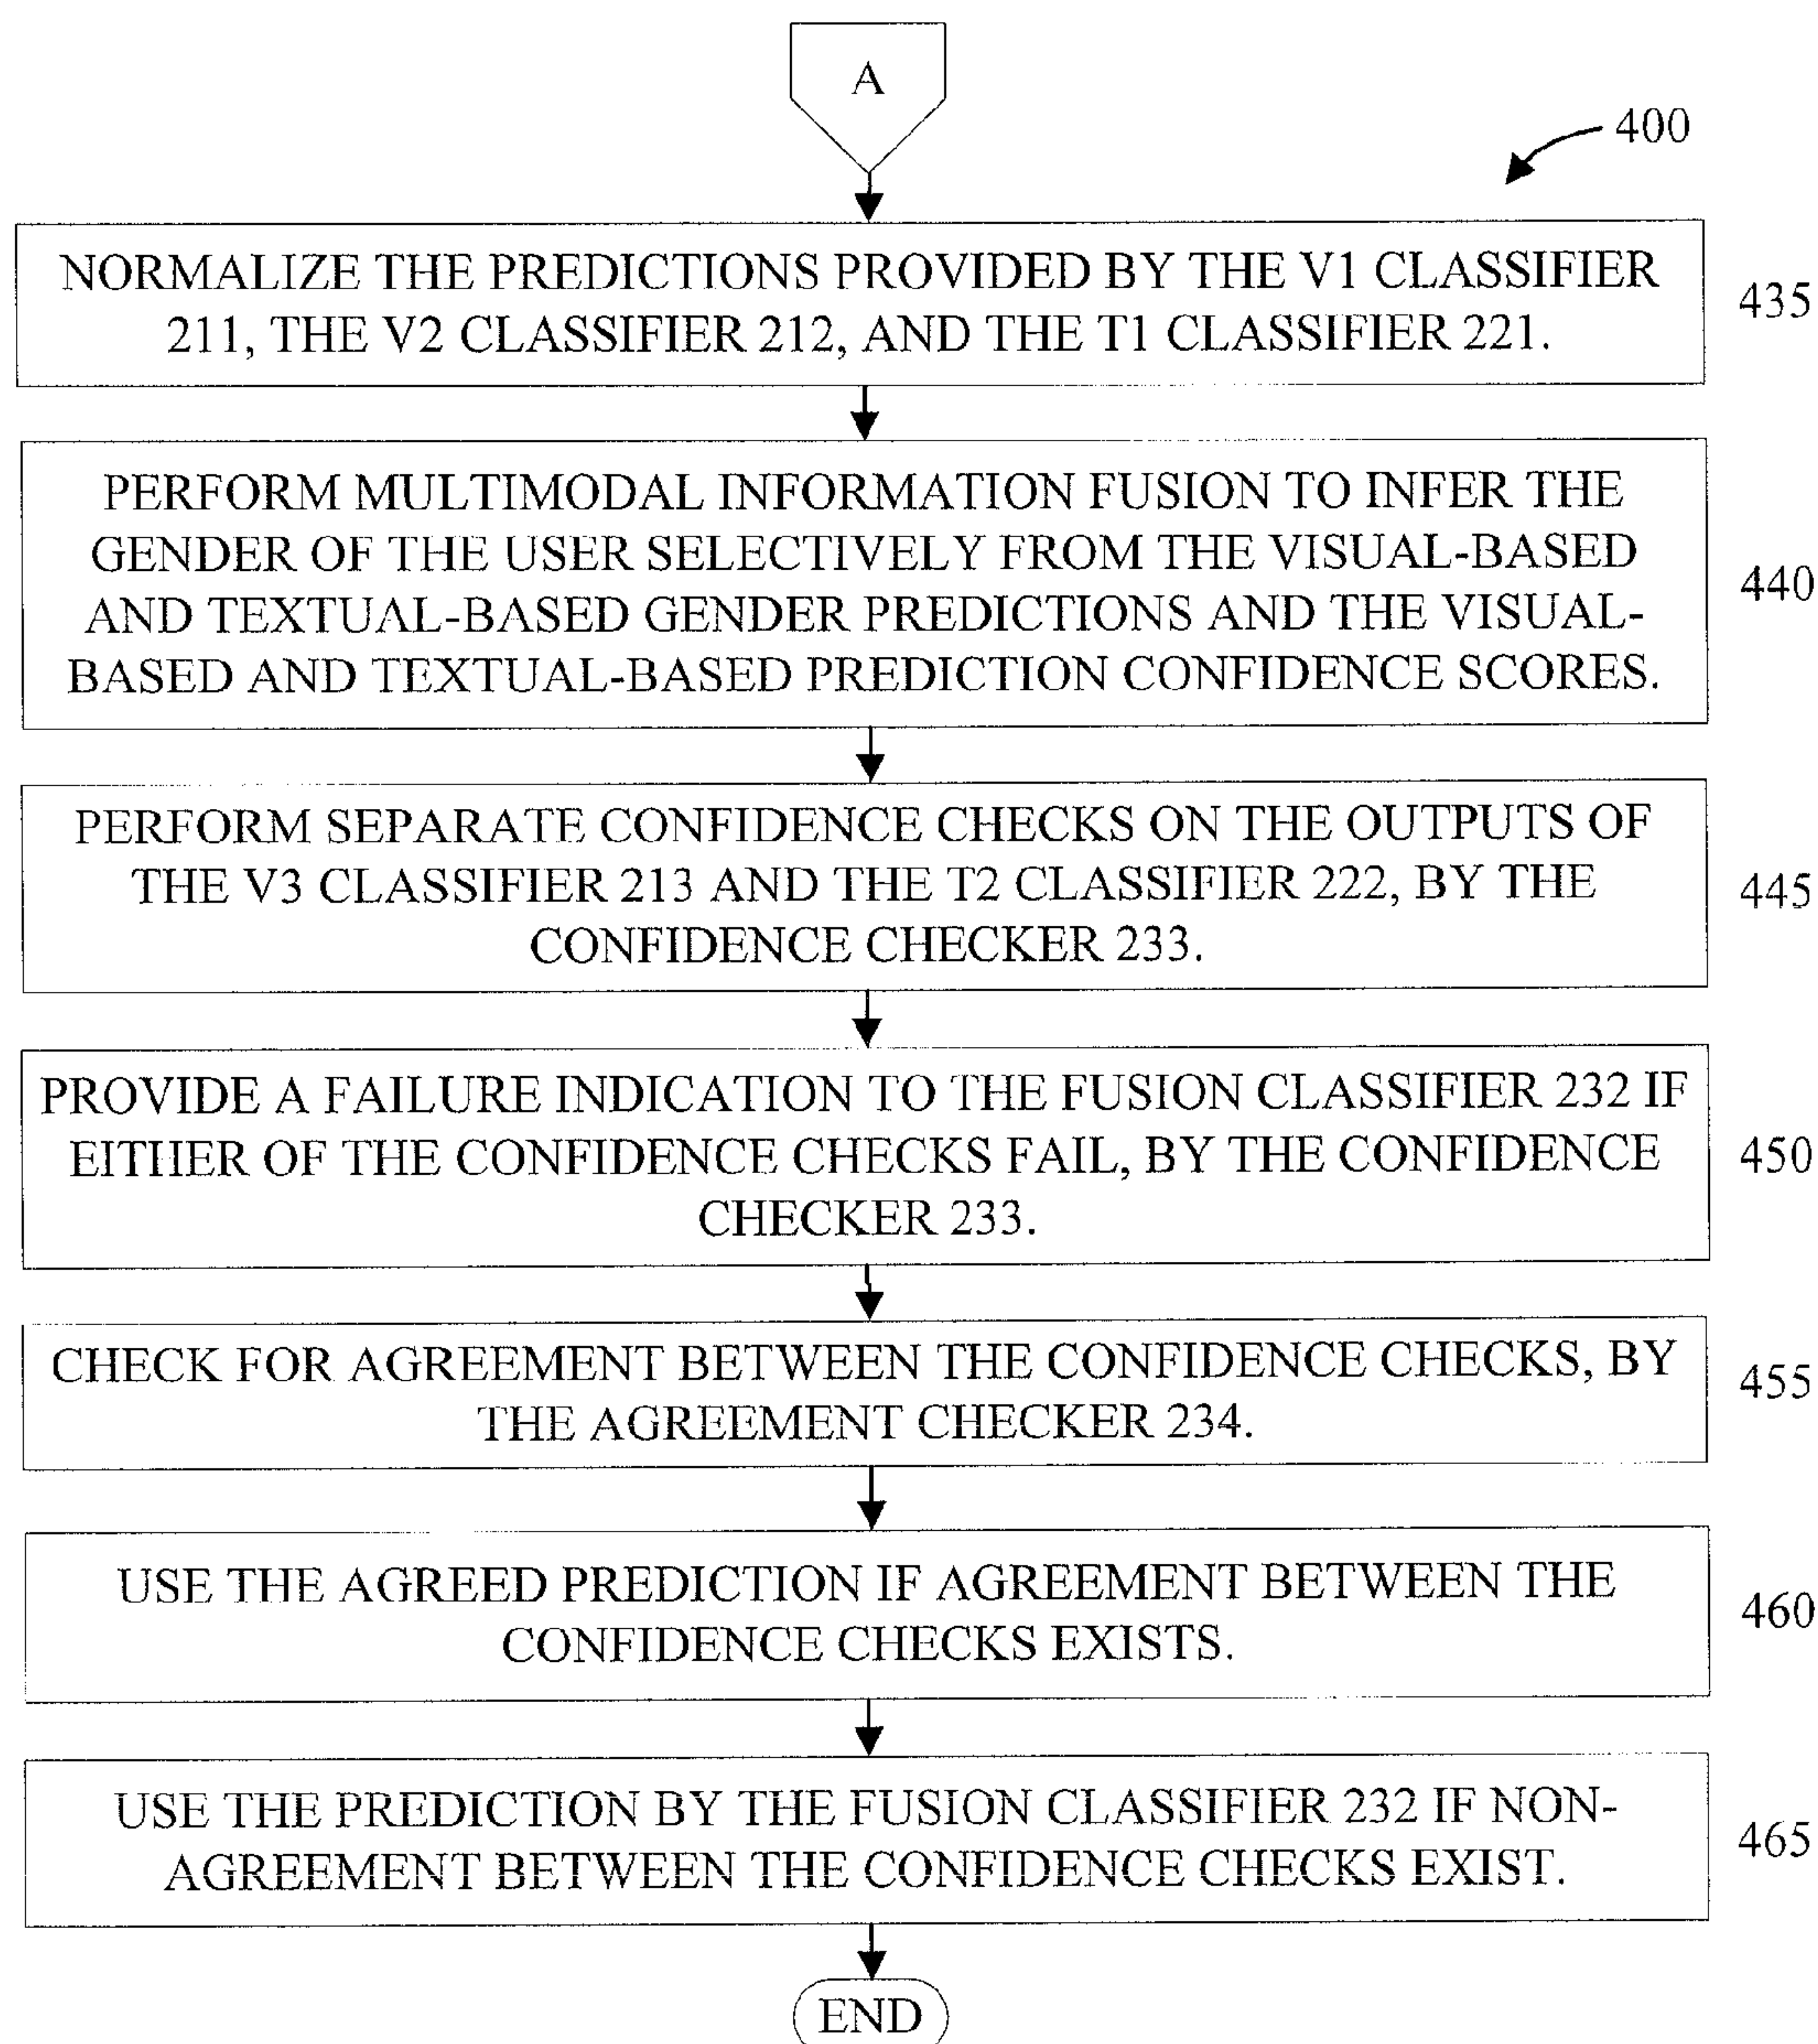 A
400
NORMALIZE THE PREDICTIONS PROVIDED BY THE V1 CLASSIFIER
211, THE V2 CLASSIFIER 212, AND THE T1 CLASSIFIER 221.
435
PERFORM MULTIMODAL INFORMATION FUSION TO INFER THE
GENDER OF THE USER SELECTIVELY FROM THE VISUAL-BASED
AND TEXTUAL-BASED GENDER PREDICTIONS AND THE VISUAL-
BASED AND TEXTUAL-BASED PREDICTION CONFIDENCE SCORES.
440
PERFORM SEPARATE CONFIDENCE CHECKS ON THE OUTPUTS OF
THE V3 CLASSIFIER 213 AND THE T2 CLASSIFIER 222, BY THE
CONFIDENCE CHECKER 233.
445
PROVIDE A FAILURE INDICATION TO THE FUSION CLASSIFIER 232 IF
EITHER OF THE CONFIDENCE CHECKS FAIL, BY THE CONFIDENCE
CHECKER 233.
450
CHECK FOR AGREEMENT BETWEEN THE CONFIDENCE CHECKS, BY
THE AGREEMENT CHECKER 234.
455
USE THE AGREED PREDICTION IF AGREEMENT BETWEEN THE
CONFIDENCE CHECKS EXISTS.
460
USE THE PREDICTION BY THE FUSION CLASSIFIER 232 IF NON-
AGREEMENT BETWEEN THE CONFIDENCE CHECKS EXIST.
465
END